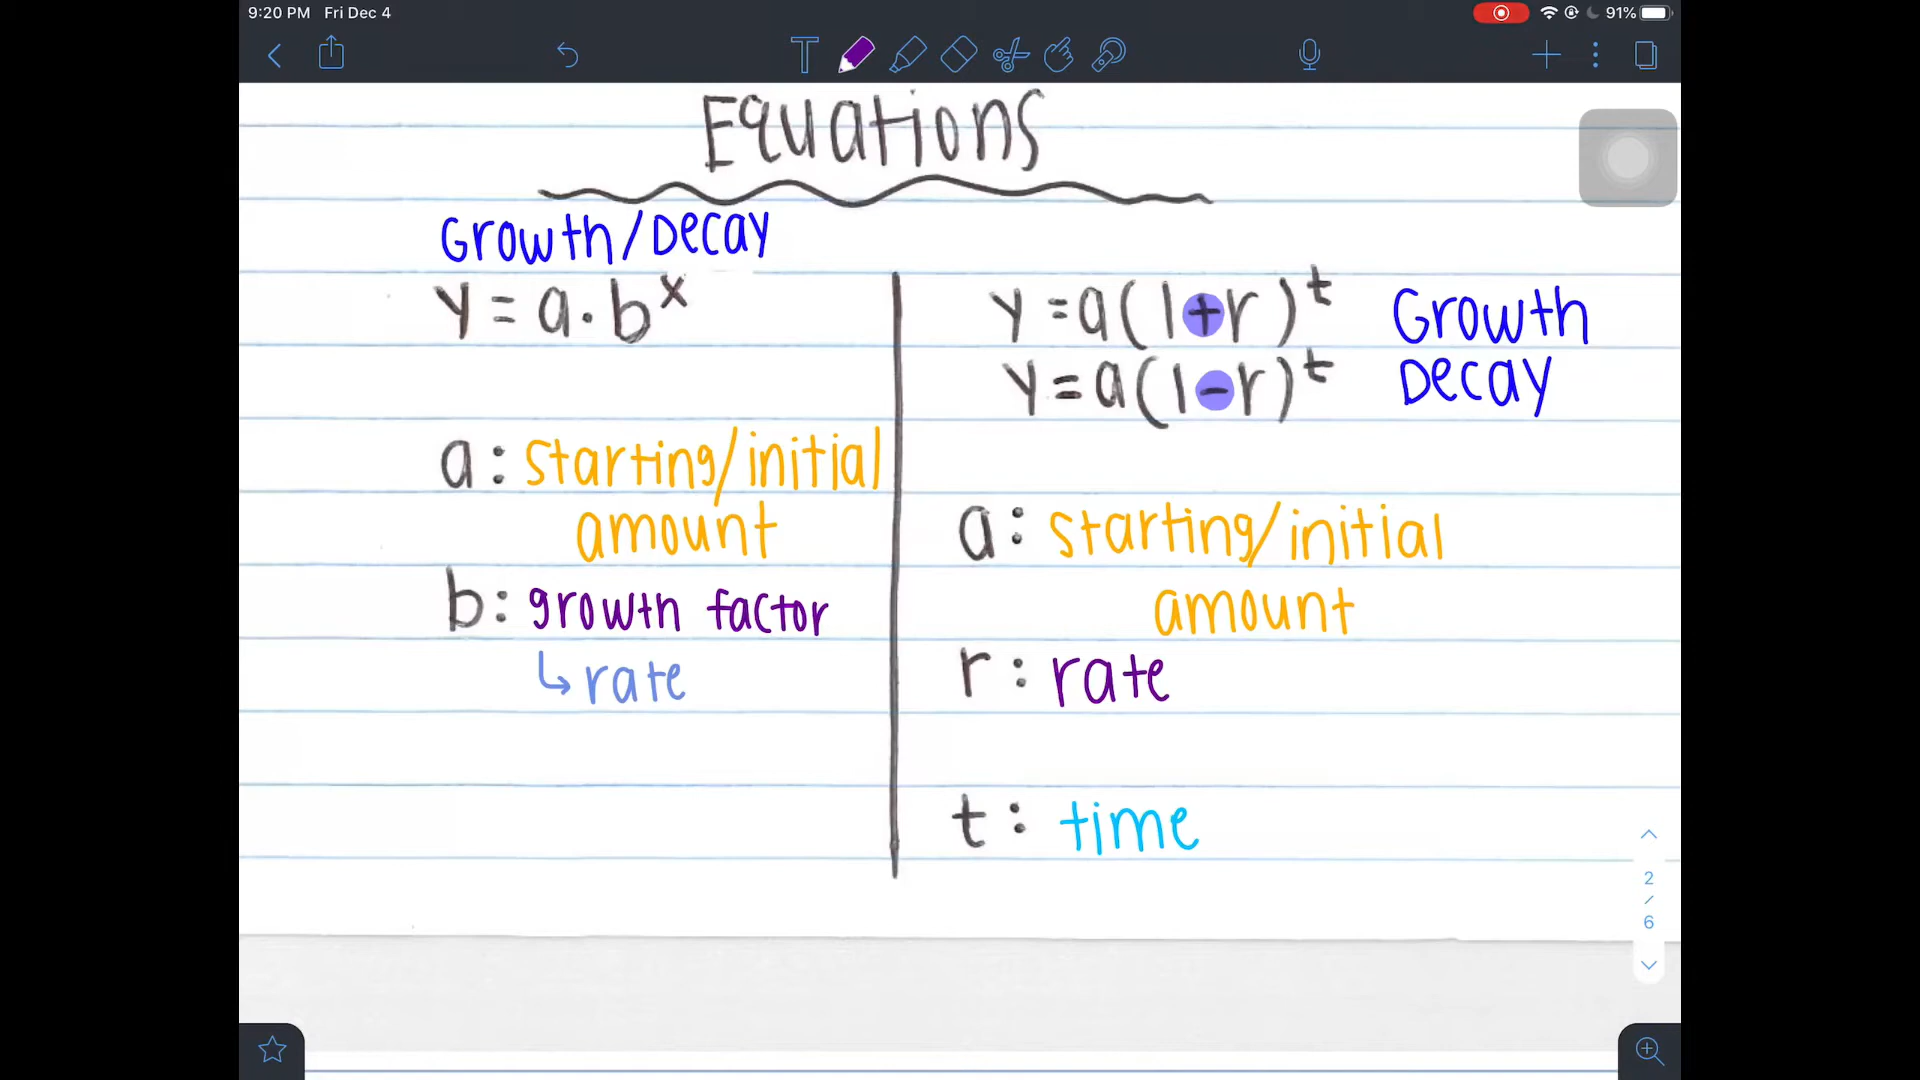 9:20 PM Fri Dec 4
91%
T
Equations
Growth/Decay
y = a · b^x
y = a(1+r)^t Growth
y = a(1-r)^t Decay
a: starting/initial
amount
b: growth factor
↳ rate
a: starting/initial
amount
r: rate
t: time
2
/
6